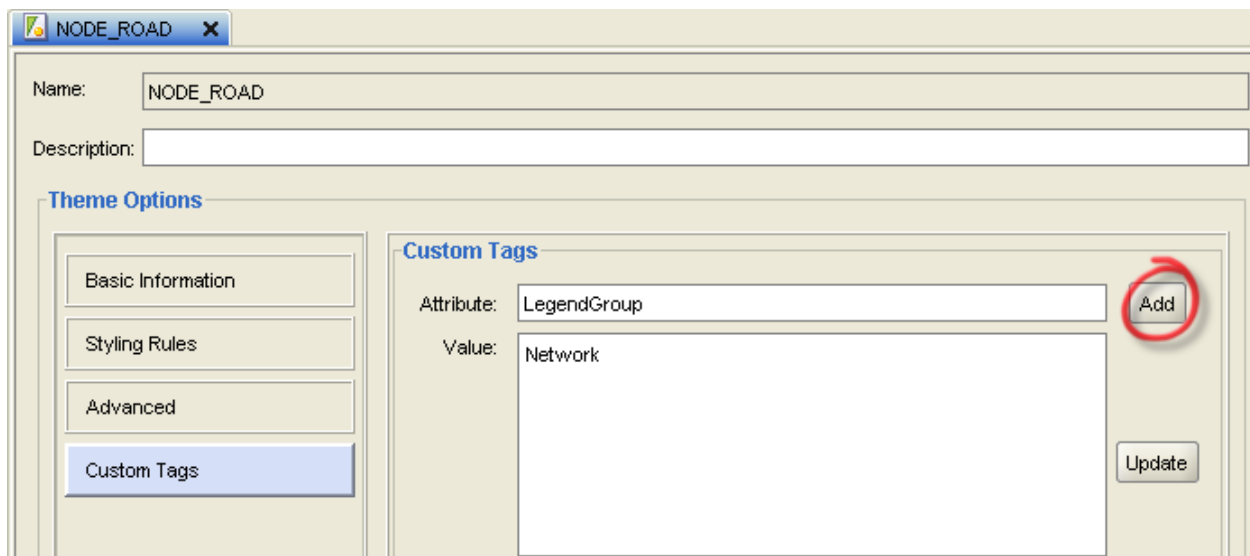 NODE_ROAD
Name: NODE_ROAD
Description:
Theme Options
Basic Information
Styling Rules
Advanced
Custom Tags
Custom Tags
Attribute: LegendGroup Add
Value: Network
Update